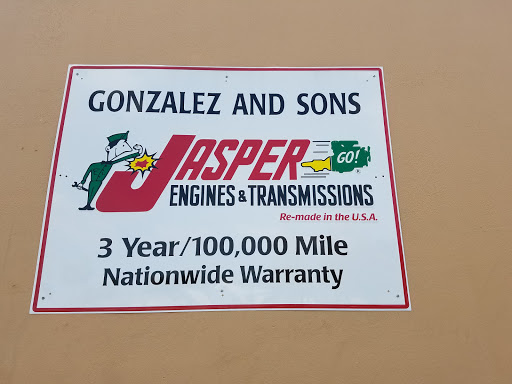 GONZALEZ AND SONS
JASPER GO!
ENGINES & TRANSMISSIONS
Re-made in the U.S.A.
3 Year/100,000 Mile
Nationwide Warranty